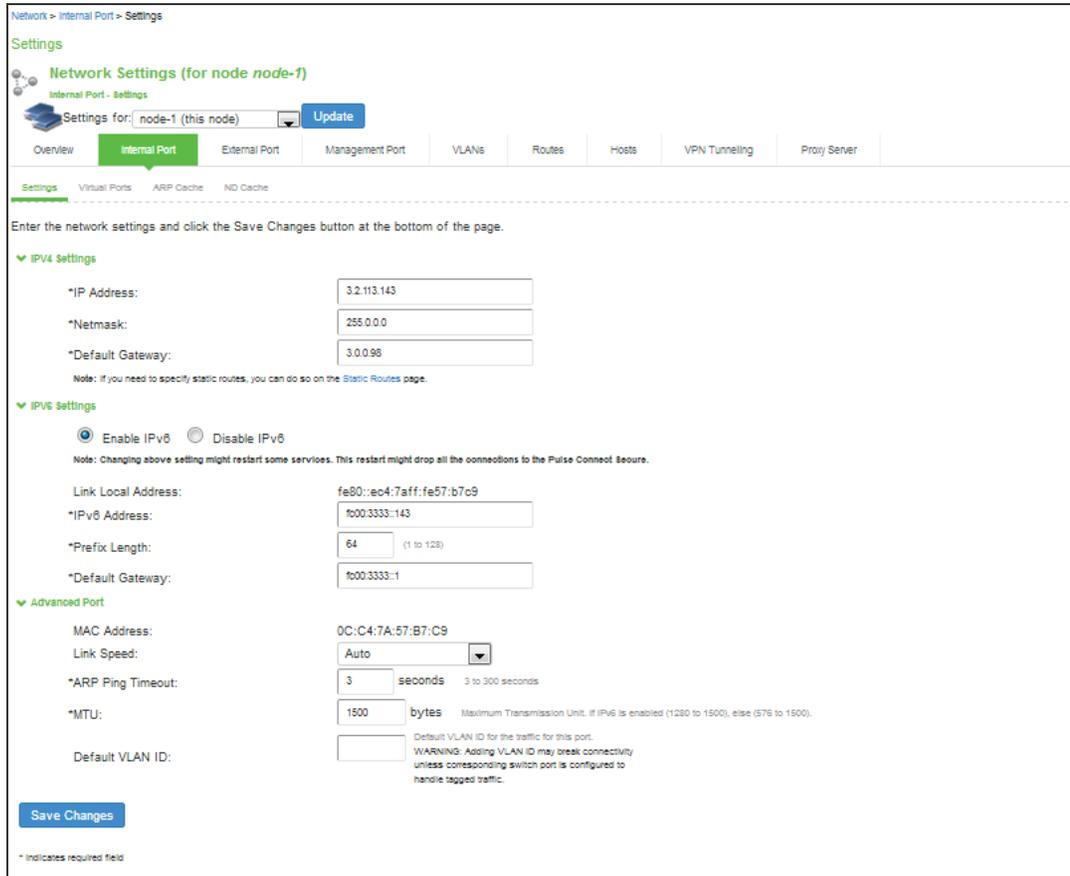 Network > Internal Port > Settings
Settings
Network Settings (for node node-1)
Internal Port - Settings
Settings for: node-1 (this node) Update
Overview Internal Port External Port Management Port VLANs Routes Hosts VPN Tunneling Proxy Server
Settings Virtual Ports ARP Cache ND Cache
Enter the network settings and click the Save Changes button at the bottom of the page.
IPV4 Settings
*IP Address: 3.2.113.143
*Netmask: 255.0.0.0
*Default Gateway: 3.0.0.98
Note: If you need to specify static routes, you can do so on the Static Routes page.
IPV6 Settings
Enable IPv6 Disable IPv6
Note: Changing above setting might restart some services. This restart might drop all the connections to the Pulse Connect Secure.
Link Local Address: fe80::ec4:7aff:fe57:b7c9
*IPv6 Address: fc00:3333::143
*Prefix Length: 64 (1 to 128)
*Default Gateway: fc00:3333::1
Advanced Port
MAC Address: 0C:C4:7A:57:B7:C9
Link Speed: Auto
*ARP Ping Timeout: 3 seconds 3 to 300 seconds
*MTU: 1500 bytes Maximum Transmission Unit. If IPv6 is enabled (1280 to 1500), else (576 to 1500).
Default VLAN ID: Default VLAN ID for the traffic for this port.
WARNING: Adding VLAN ID may break connectivity
unless corresponding switch port is configured to
handle tagged traffic.
Save Changes
* indicates required field